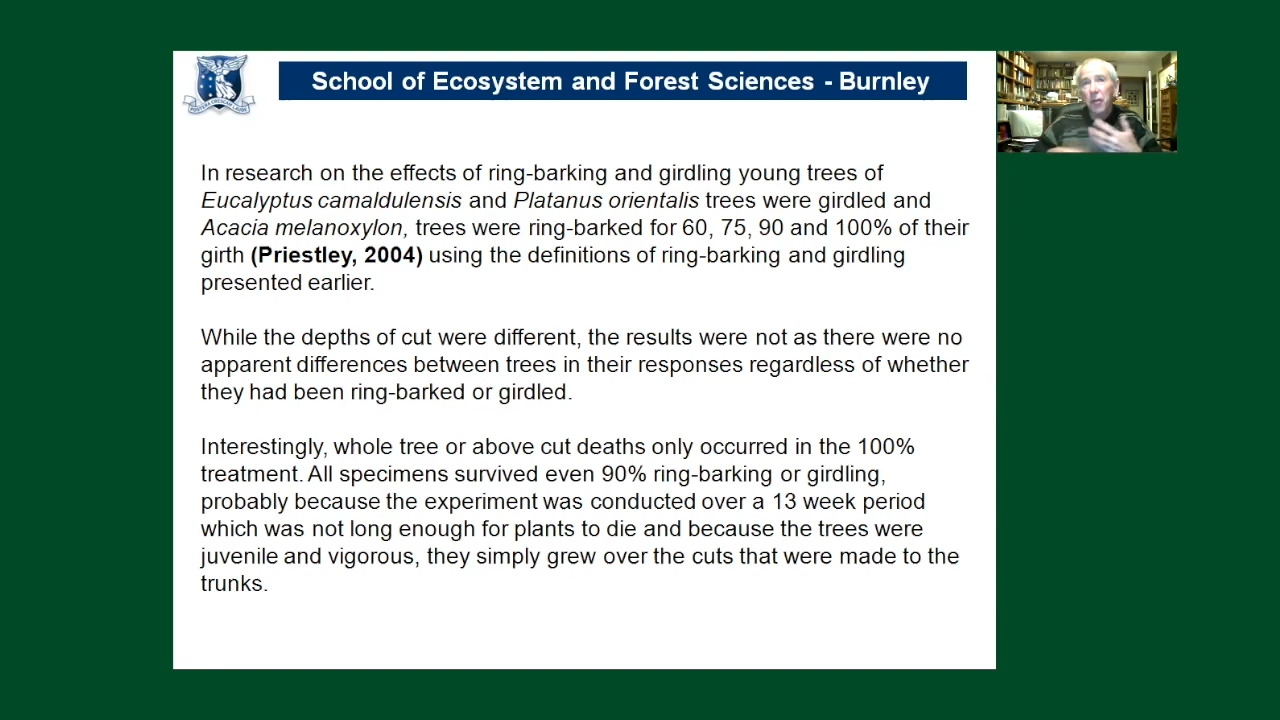 School of Ecosystem and Forest Sciences - Burnley
In research on the effects of ring-barking and girdling young trees of
Eucalyptus camaldulensis and Platanus orientalis trees were girdled and
Acacia melanoxylon, trees were ring-barked for 60, 75, 90 and 100% of their
girth (Priestley, 2004) using the definitions of ring-barking and girdling
presented earlier.
While the depths of cut were different, the results were not as there were no
apparent differences between trees in their responses regardless of whether
they had been ring-barked or girdled.
Interestingly, whole tree or above cut deaths only occurred in the 100%
treatment. All specimens survived even 90% ring-barking or girdling,
probably because the experiment was conducted over a 13 week period
which was not long enough for plants to die and because the trees were
juvenile and vigorous, they simply grew over the cuts that were made to the
trunks.